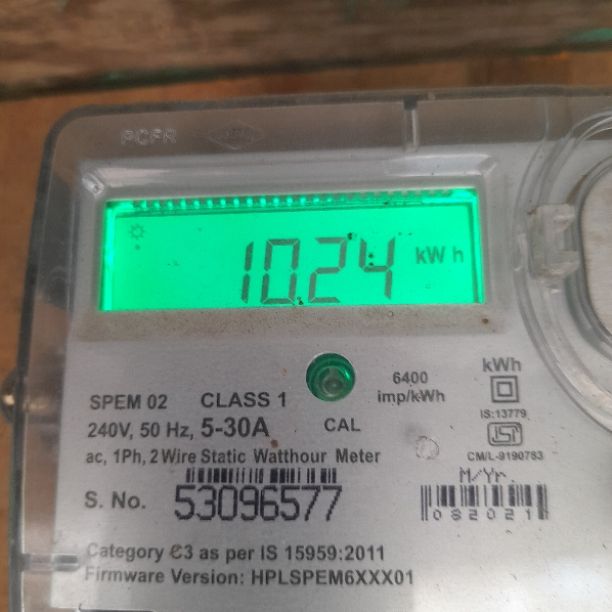 PCPR
1024 kWh
SPEM 02 CLASS 1
6400
imp/kWh
kWh
240V, 50 Hz, 5-30A
CAL
IS:13779
ISI
CM/L-9190783
ac, 1Ph, 2 Wire Static Watthour Meter
M/Yr.
S. No. 53096577
082021
Category C3 as per IS 15959:2011
Firmware Version: HPLSPEM6XXX01